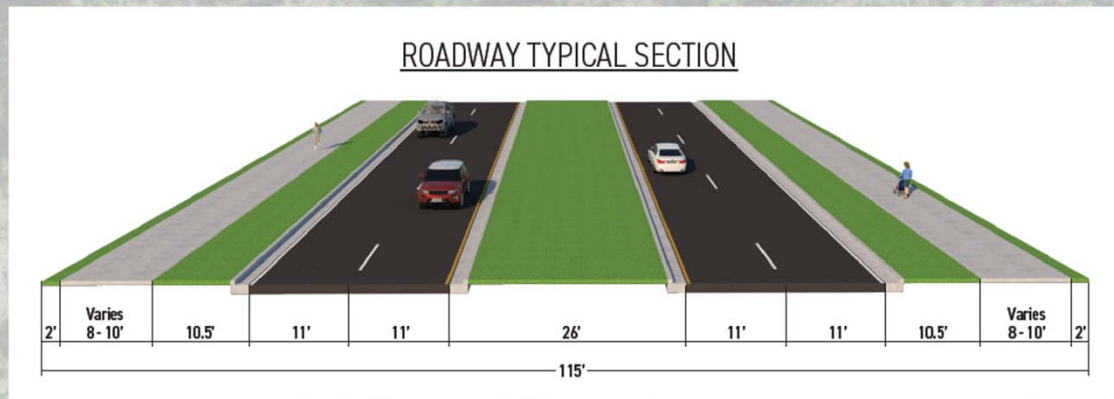 ROADWAY TYPICAL SECTION
Varies
Varies
2' 8 - 10' 10.5' 11' 11' 26' 11' 11' 10.5' 8 - 10' 2'
115'